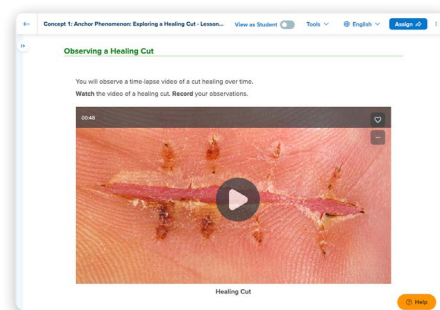 Concept 1: Anchor Phenomenon: Exploring a Healing Cut - Lesson...
View as Student
Tools
English
Assign
Observing a Healing Cut
You will observe a time-lapse video of a cut healing over time.
Watch the video of a healing cut. Record your observations.
00:48
Healing Cut
Help